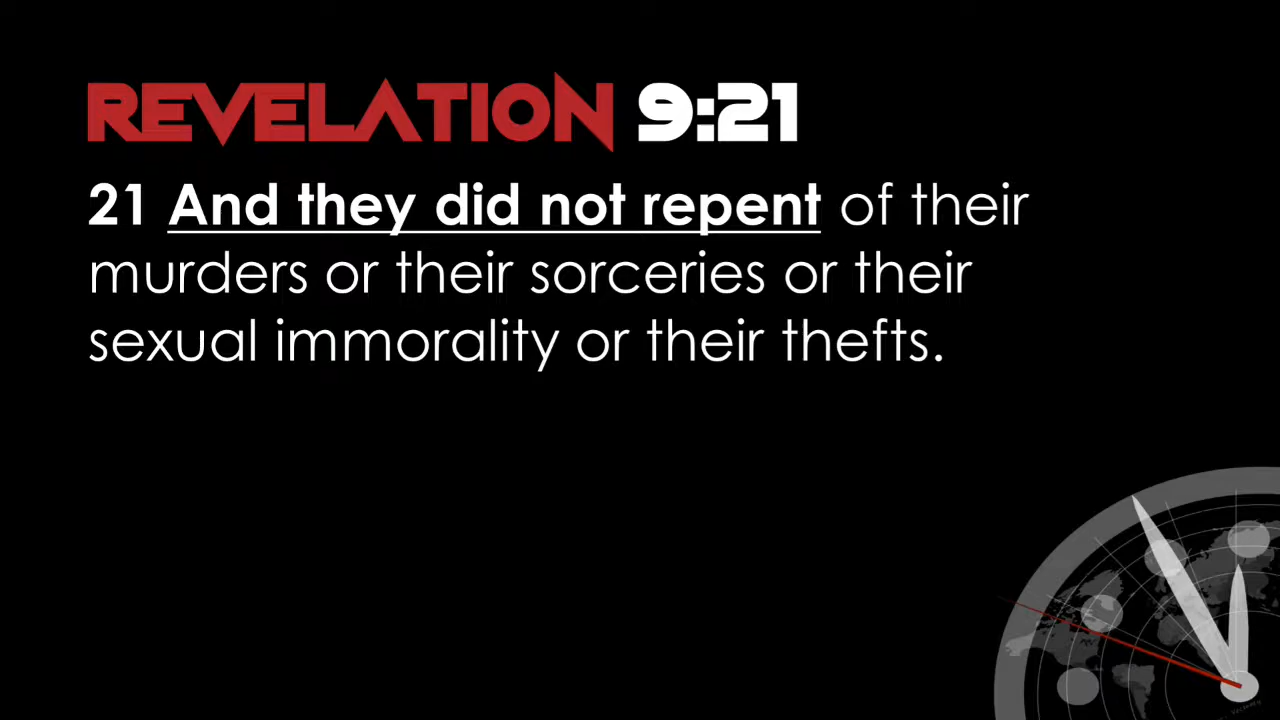 REVELATION 9:21
21 And they did not repent of their
murders or their sorceries or their
sexual immorality or their thefts.